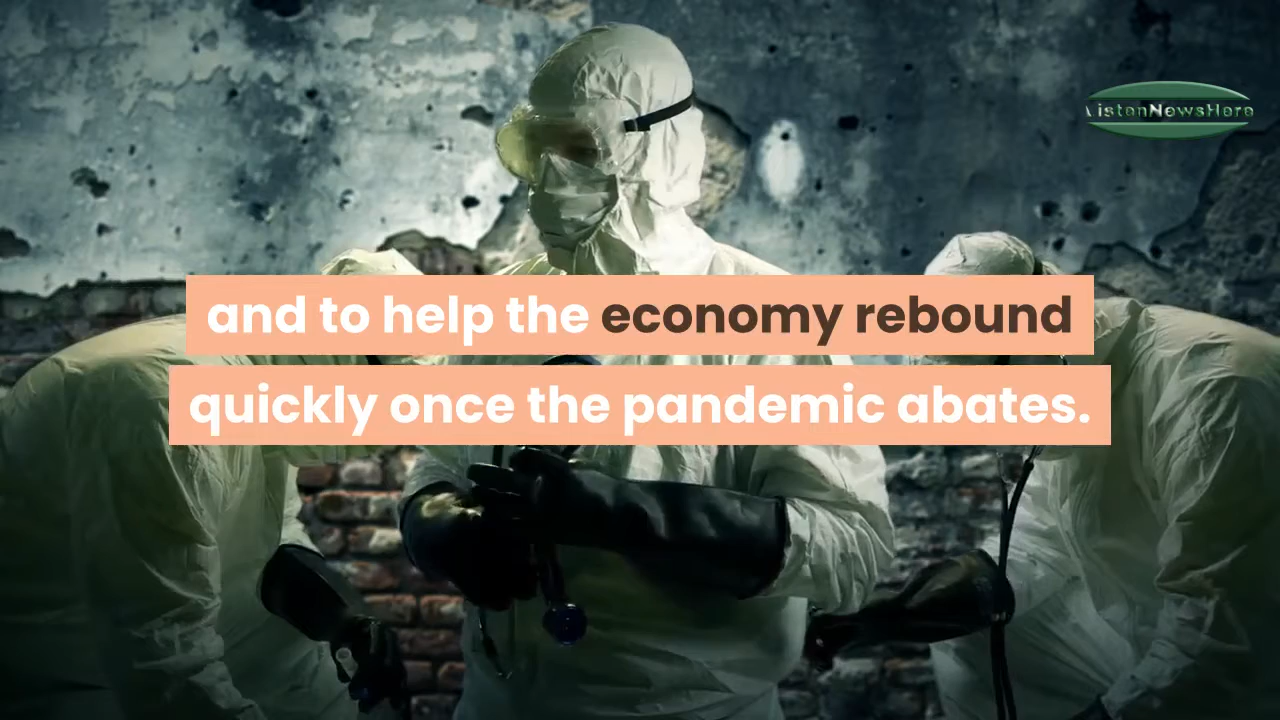 ListenNewsHere
and to help the economy rebound
quickly once the pandemic abates.